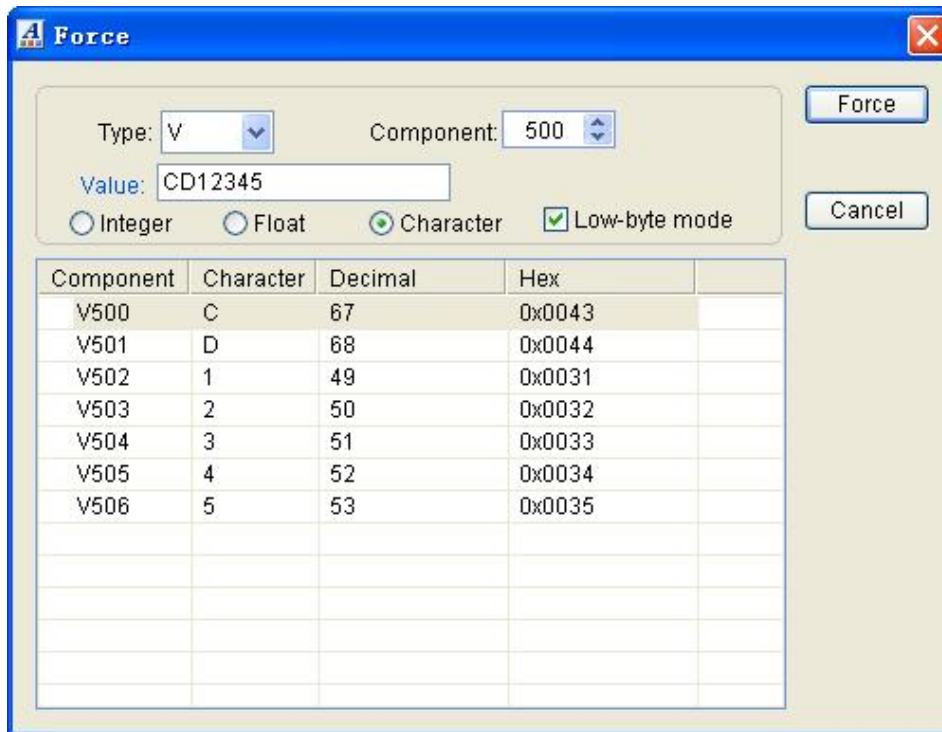 Force
Force
Type: V Component: 500
Value: CD12345
Integer Float Character Low-byte mode
Cancel
Component Character Decimal Hex
V500 C 67 0x0043
V501 D 68 0x0044
V502 1 49 0x0031
V503 2 50 0x0032
V504 3 51 0x0033
V505 4 52 0x0034
V506 5 53 0x0035